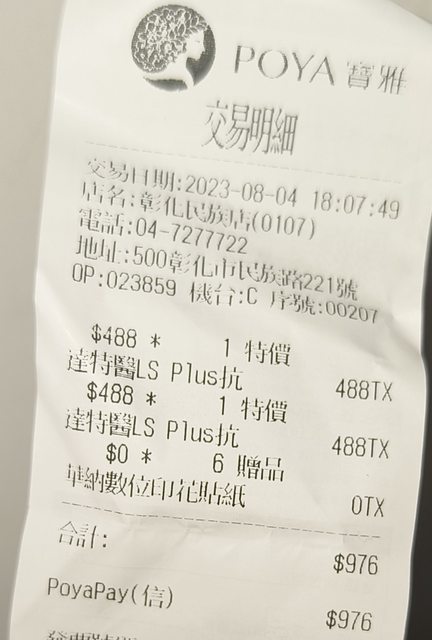 POYA 寶雅
交易明細
交易日期:2023-08-04 18:07:49
店名:彰化民族店(0107)
電話:04-7277722
地址:500彰化市民族路221號
OP:023859 機台:C 序號:00207
$488 * 1 特價
達特醫LS Plus抗 488TX
$488 * 1 特價
達特醫LS Plus抗 488TX
$0 * 6 贈品
華納數位印花貼紙 0TX
合計: $976
PoyaPay(信) $976